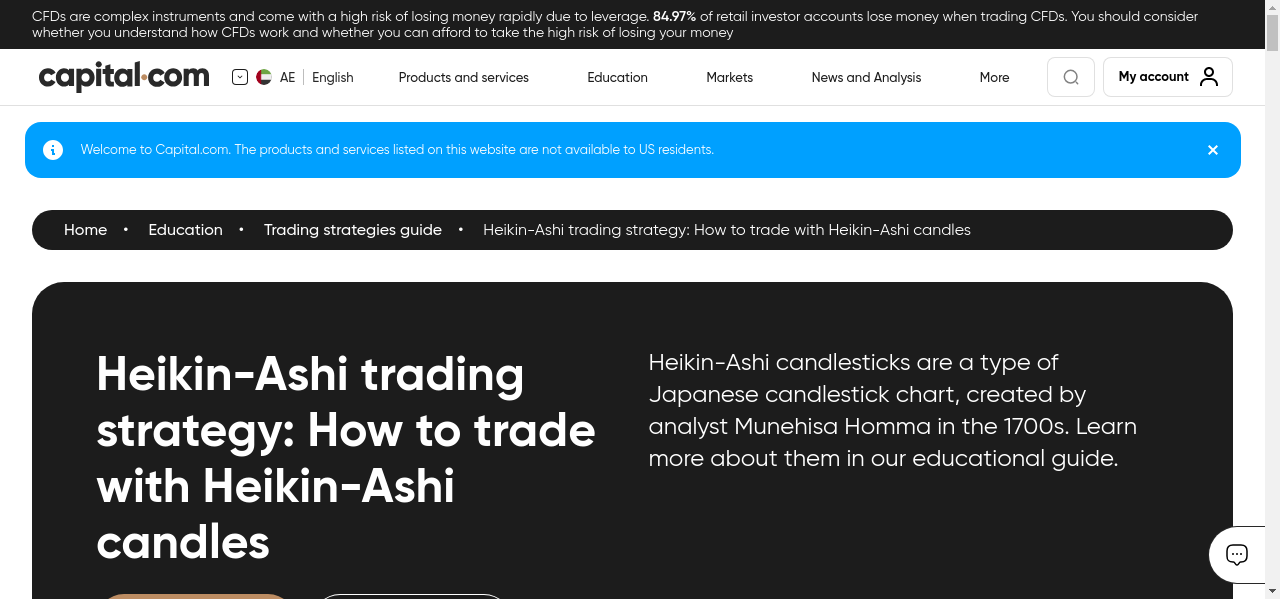 CFDs are complex instruments and come with a high risk of losing money rapidly due to leverage. 84.97% of retail investor accounts lose money when trading CFDs. You should consider
whether you understand how CFDs work and whether you can afford to take the high risk of losing your money
capital.com AE English Products and services Education Markets News and Analysis More My account
Welcome to Capital.com. The products and services listed on this website are not available to US residents.
Home • Education • Trading strategies guide • Heikin-Ashi trading strategy: How to trade with Heikin-Ashi candles
Heikin-Ashi trading
strategy: How to trade
with Heikin-Ashi
candles
Heikin-Ashi candlesticks are a type of
Japanese candlestick chart, created by
analyst Munehisa Homma in the 1700s. Learn
more about them in our educational guide.